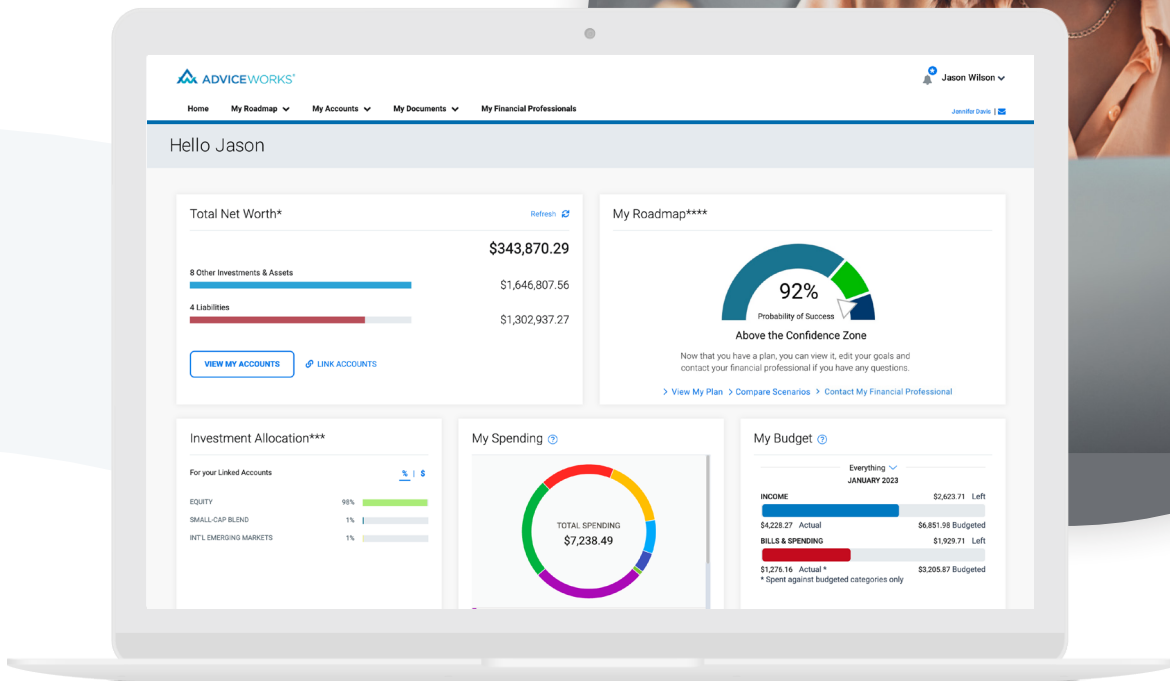 ADVICEWORKS™
Jason Wilson
Home My Roadmap My Accounts My Documents My Financial Professionals
Jennifer Davis |
Hello Jason
Total Net Worth*
Refresh
$343,870.29
8 Other Investments & Assets
$1,646,807.56
4 Liabilities
$1,302,937.27
VIEW MY ACCOUNTS LINK ACCOUNTS
My Roadmap****
92%
Probability of Success
Above the Confidence Zone
Now that you have a plan, you can view it, edit your goals and
contact your financial professional if you have any questions.
> View My Plan > Compare Scenarios > Contact My Financial Professional
Investment Allocation***
For your Linked Accounts % | $
EQUITY 98%
SMALL-CAP BLEND 1%
INT'L EMERGING MARKETS 1%
My Spending ?
TOTAL SPENDING
$7,238.49
My Budget ?
Everything
JANUARY 2023
INCOME $2,623.71 Left
$4,228.27 Actual $6,851.98 Budgeted
BILLS & SPENDING $1,929.71 Left
$1,276.16 Actual * $3,205.87 Budgeted
* Spent against budgeted categories only